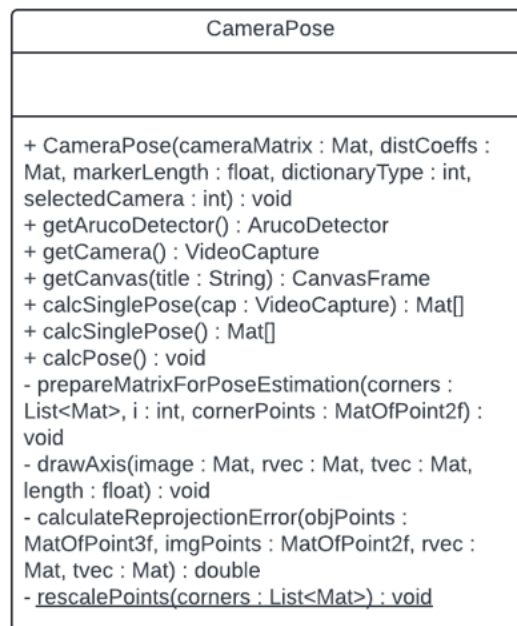 CameraPose
+ CameraPose(cameraMatrix : Mat, distCoeffs :
Mat, markerLength : float, dictionaryType : int,
selectedCamera : int) : void
+ getArucoDetector() : ArucoDetector
+ getCamera() : VideoCapture
+ getCanvas(title : String) : CanvasFrame
+ calcSinglePose(cap : VideoCapture) : Mat[]
+ calcSinglePose() : Mat[]
+ calcPose() : void
- prepareMatrixForPoseEstimation(corners :
List<Mat>, i : int, cornerPoints : MatOfPoint2f) :
void
- drawAxis(image : Mat, rvec : Mat, tvec : Mat,
length : float) : void
- calculateReprojectionError(objPoints :
MatOfPoint3f, imgPoints : MatOfPoint2f, rvec :
Mat, tvec : Mat) : double
- rescalePoints(corners : List<Mat>) : void